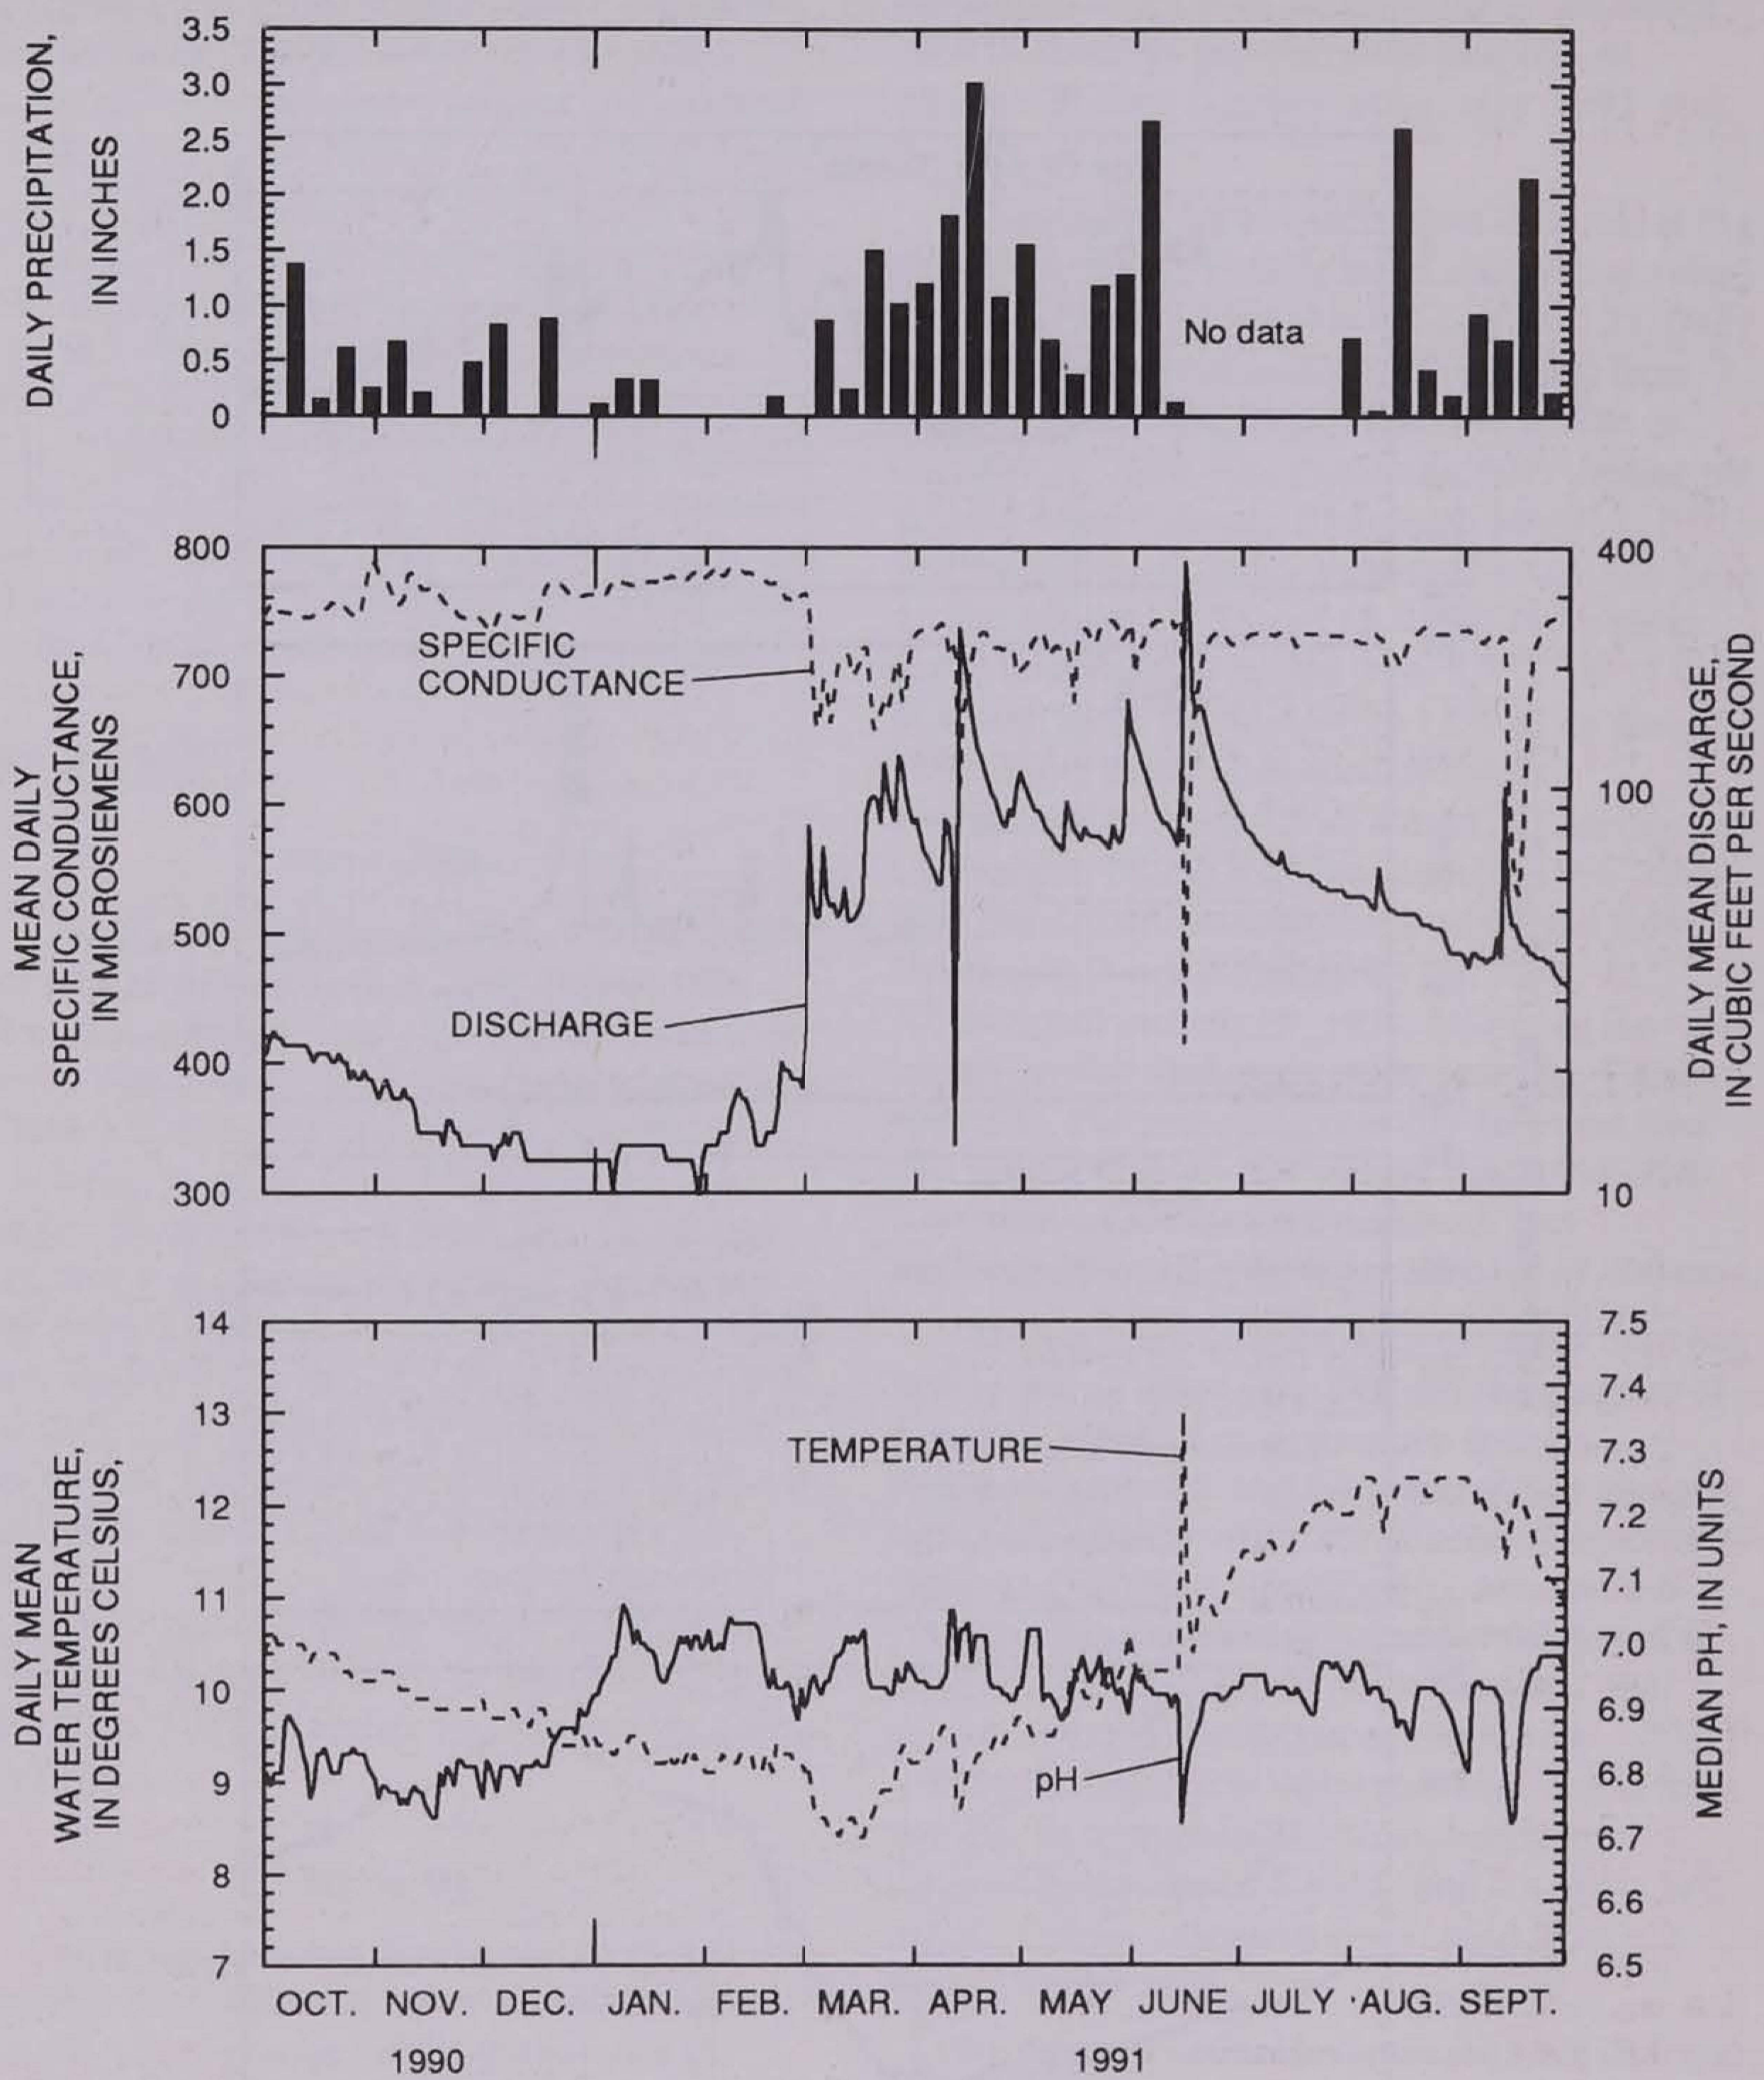 DAILY PRECIPITATION,
IN INCHES
3.5
3.0
2.5
2.0
1.5
1.0
0.5
0
No data
MEAN DAILY
SPECIFIC CONDUCTANCE,
IN MICROSIEMENS
800
700
600
500
400
300
SPECIFIC
CONDUCTANCE
DISCHARGE
400
100
10
DAILY MEAN DISCHARGE,
IN CUBIC FEET PER SECOND
DAILY MEAN
WATER TEMPERATURE,
IN DEGREES CELSIUS,
14
13
12
11
10
9
8
7
TEMPERATURE
pH
7.5
7.4
7.3
7.2
7.1
7.0
6.9
6.8
6.7
6.6
6.5
MEDIAN PH, IN UNITS
OCT. NOV. DEC. JAN. FEB. MAR. APR. MAY JUNE JULY AUG. SEPT.
1990 1991